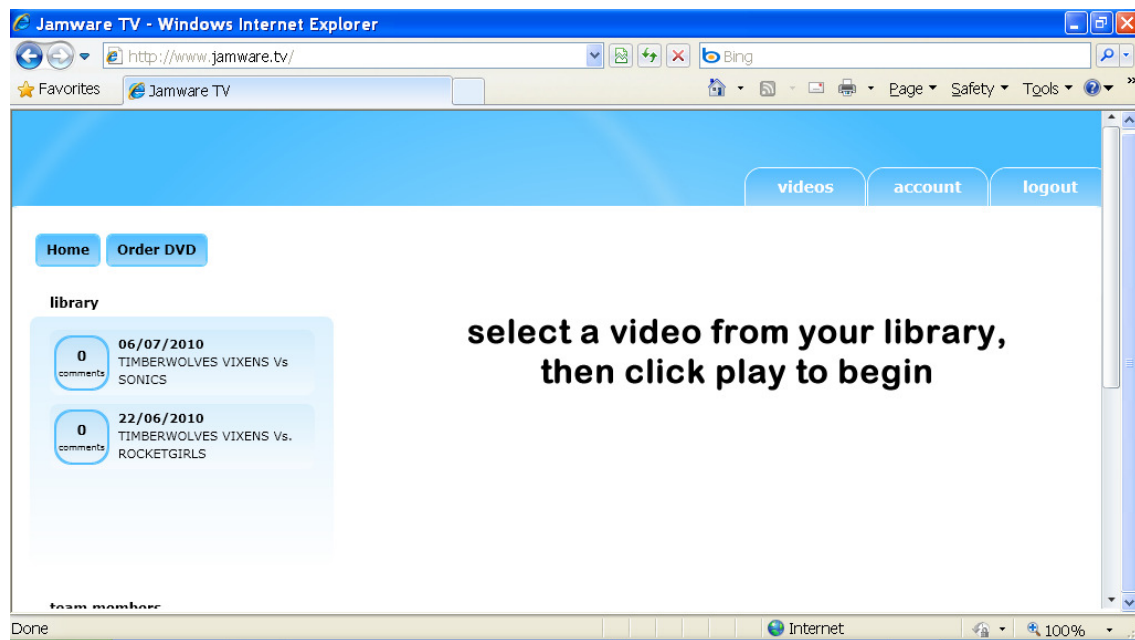 Jamware TV - Windows Internet Explorer
http://www.jamware.tv/
Bing
Favorites
Jamware TV
Page
Safety
Tools
»
videos
account
logout
Home
Order DVD
library
0
comments
06/07/2010
TIMBERWOLVES VIXENS Vs
SONICS
0
comments
22/06/2010
TIMBERWOLVES VIXENS Vs.
ROCKETGIRLS
select a video from your library,
then click play to begin
team members
Done
Internet
100%